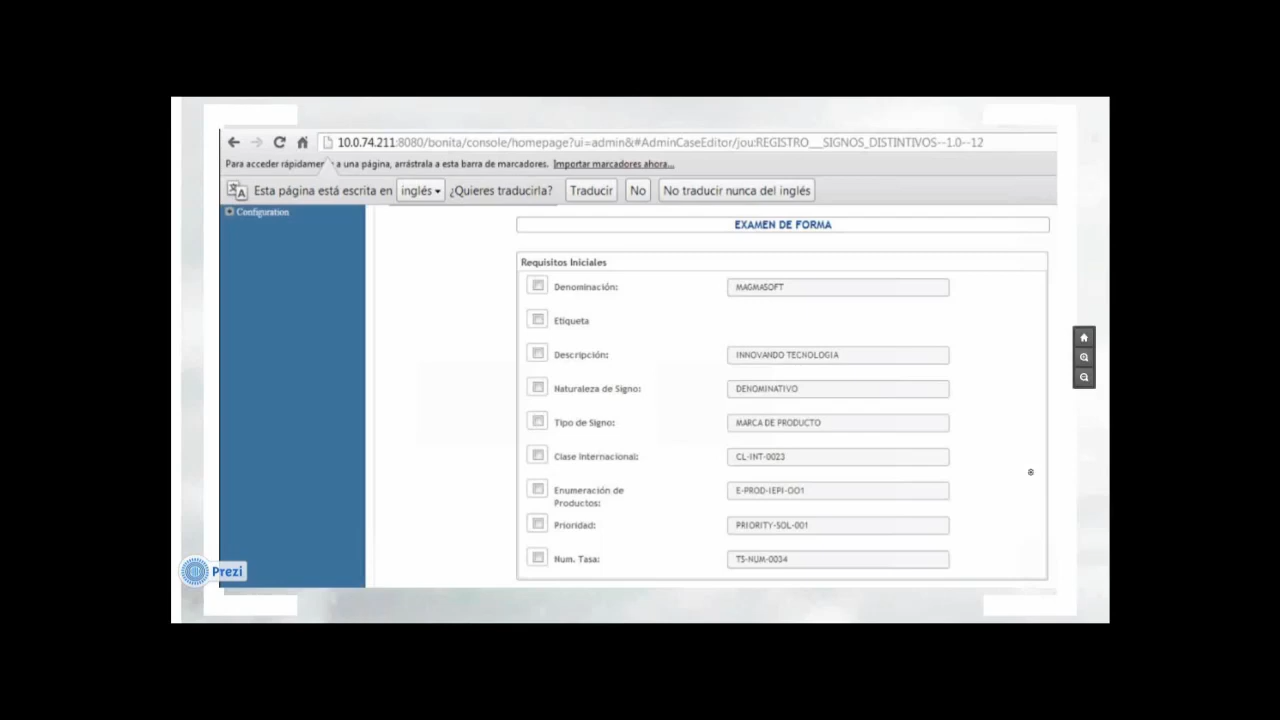 10.0.74.211:8080/bonita/console/homepage?ui=admin&#AdminCaseEditor/jou:REGISTRO__SIGNOS_DISTINTIVOS--1.0--12
Para acceder rápidamen a una página, arrástrala a esta barra de marcadores. Importar marcadores ahora...
Esta página está escrita en inglés ¿Quieres traducirla? Traducir No No traducir nunca del inglés
Configuration
EXAMEN DE FORMA
Requisitos Iniciales
Denominación: MAGMASOFT
Etiqueta
Descripción: INNOVANDO TECNOLOGIA
Naturaleza de Signo: DENOMINATIVO
Tipo de Signo: MARCA DE PRODUCTO
Clase Internacional: CL-INT-0023
Enumeración de E-PROD-IEPI-OO1
Productos:
Prioridad: PRIORITY-SOL-001
Num. Tasa: TS-NUM-0034
Prezi